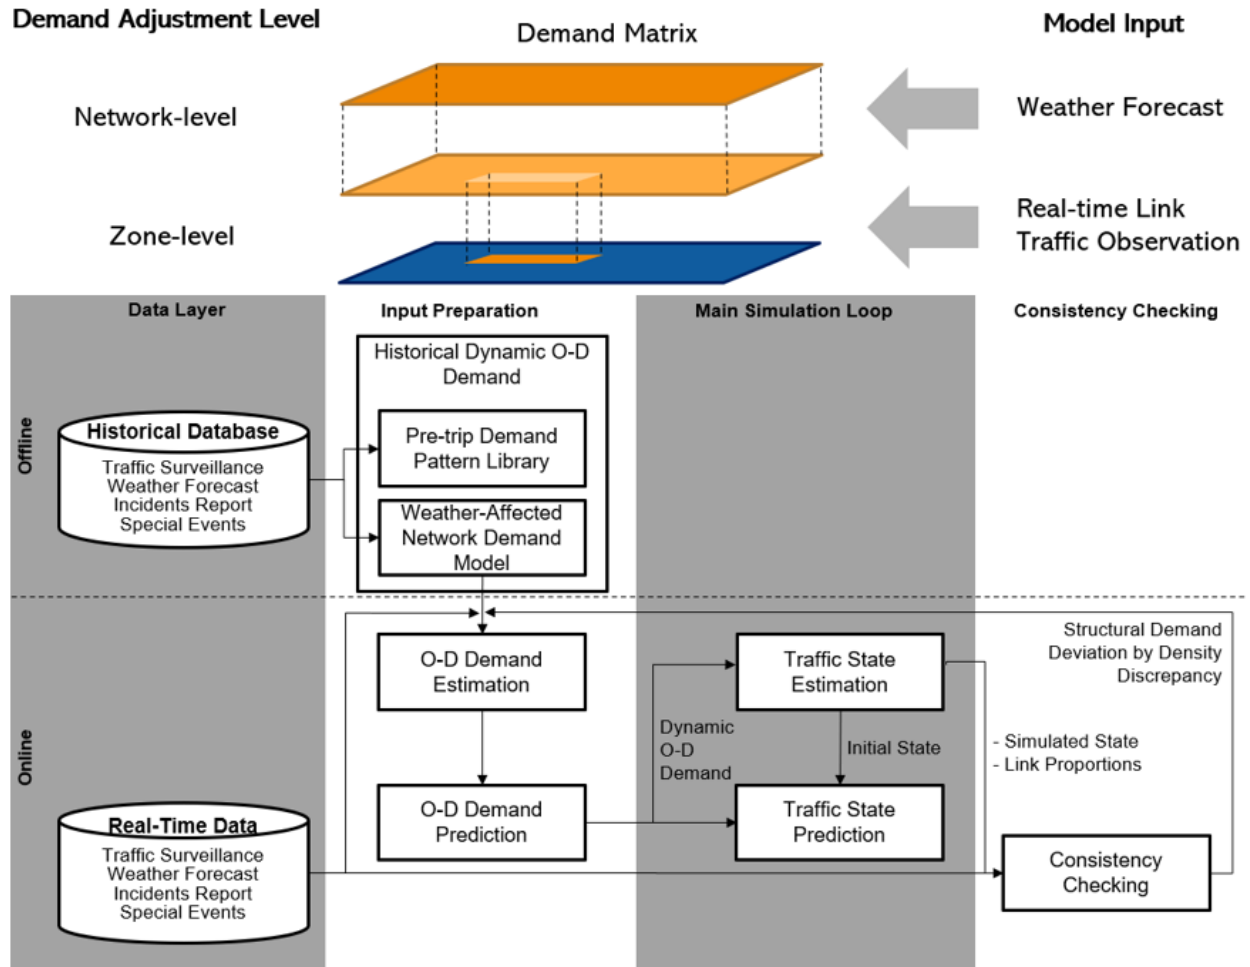 Demand Adjustment Level
Demand Matrix
Model Input
Network-level
Weather Forecast
Zone-level
Real-time Link
Traffic Observation
Data Layer
Input Preparation
Main Simulation Loop
Consistency Checking
Offline
Historical Database
Traffic Surveillance
Weather Forecast
Incidents Report
Special Events
Historical Dynamic O-D
Demand
Pre-trip Demand
Pattern Library
Weather-Affected
Network Demand
Model
Online
O-D Demand
Estimation
Traffic State
Estimation
Structural Demand
Deviation by Density
Discrepancy
Dynamic
O-D
Demand
Initial State
- Simulated State
- Link Proportions
O-D Demand
Prediction
Traffic State
Prediction
Real-Time Data
Traffic Surveillance
Weather Forecast
Incidents Report
Special Events
Consistency
Checking